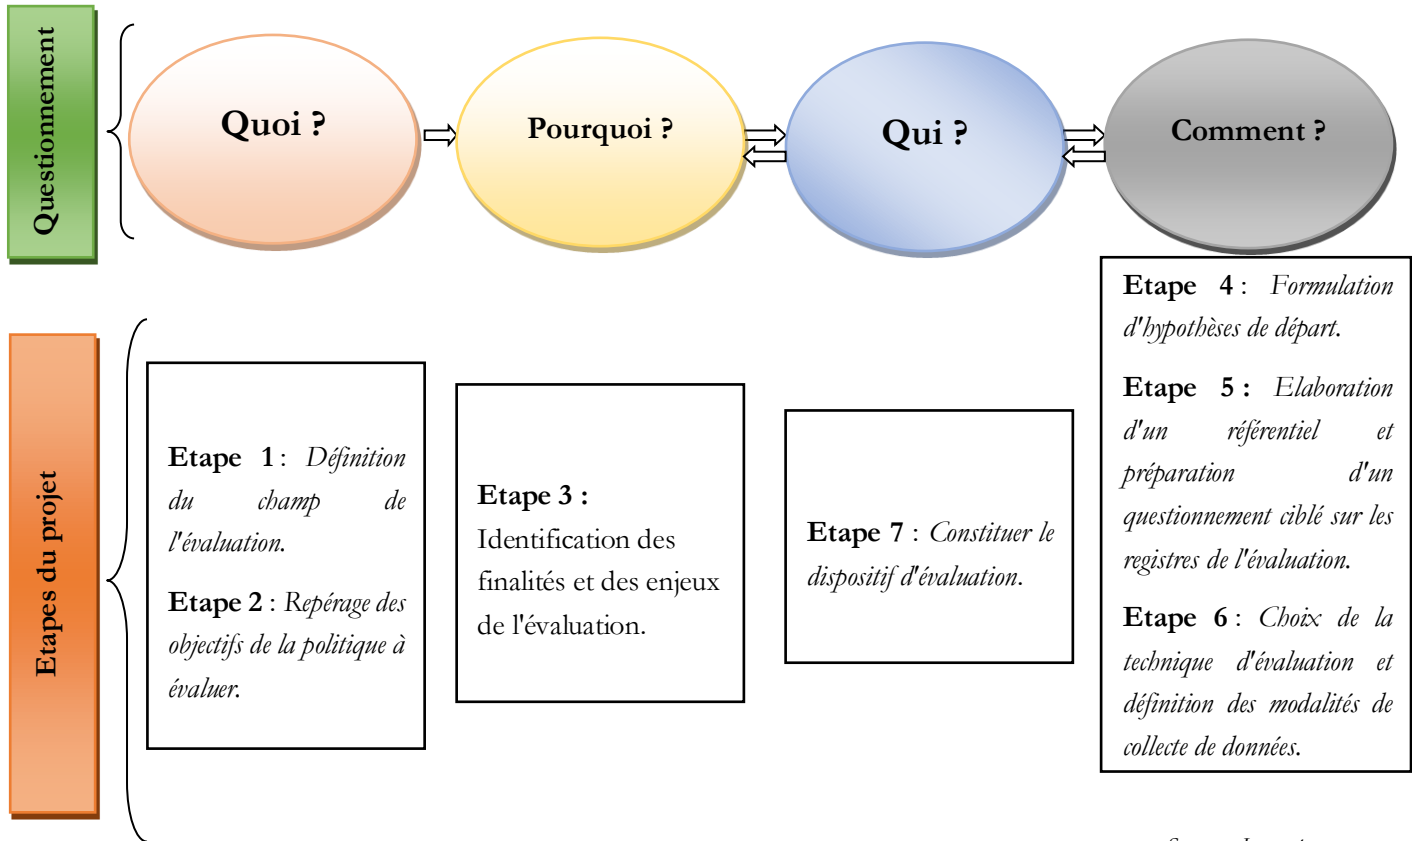 Questionnement
Quoi ?
Pourquoi ?
Qui ?
Comment ?
Etapes du projet
Etape 1 : Définition
du champ de
l'évaluation.
Etape 2 : Repérage des
objectifs de la politique à
évaluer.
Etape 3 :
Identification des
finalités et des enjeux
de l'évaluation.
Etape 7 : Constituer le
dispositif d'évaluation.
Etape 4 : Formulation
d'hypothèses de départ.
Etape 5 : Elaboration
d'un référentiel et
préparation d'un
questionnement ciblé sur les
registres de l'évaluation.
Etape 6 : Choix de la
technique d'évaluation et
définition des modalités de
collecte de données.